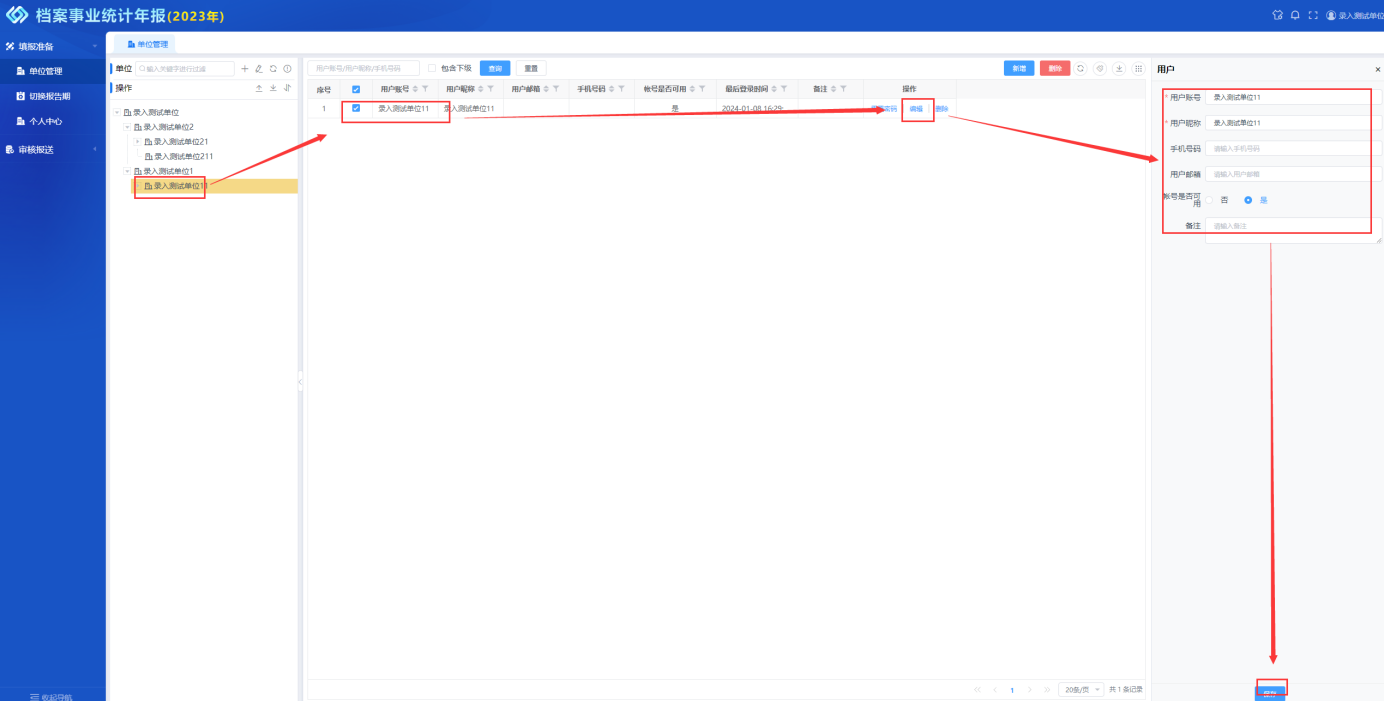 档案事业统计年报(2023年)
录入测试单位
填报准备
单位管理
切换报告期
个人中心
审核报送
收起导航
单位管理
单位 输入关键字进行过滤
操作
录入测试单位
录入测试单位2
录入测试单位21
录入测试单位211
录入测试单位1
录入测试单位11
用户账号/用户昵称/手机号码 包含下级 查询 重置 新增 删除
序号 用户账号 用户昵称 用户邮箱 手机号码 帐号是否可用 最后登录时间 备注 操作
1 录入测试单位11 录入测试单位11 是 2024-01-08 16:29: 编辑 删除
1 20条/页 共 1 条记录
用户
* 用户账号 录入测试单位11
* 用户昵称 录入测试单位11
手机号码 请输入手机号码
用户邮箱 请输入用户邮箱
帐号是否可用 否 是
备注 请输入备注